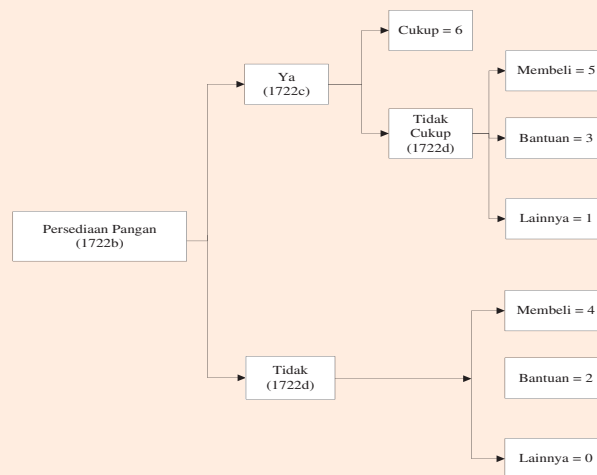 Cukup = 6
Ya
(1722c)
Membeli = 5
Tidak
Cukup
(1722d)
Bantuan = 3
Lainnya = 1
Persediaan Pangan
(1722b)
Membeli = 4
Tidak
(1722d)
Bantuan = 2
Lainnya = 0